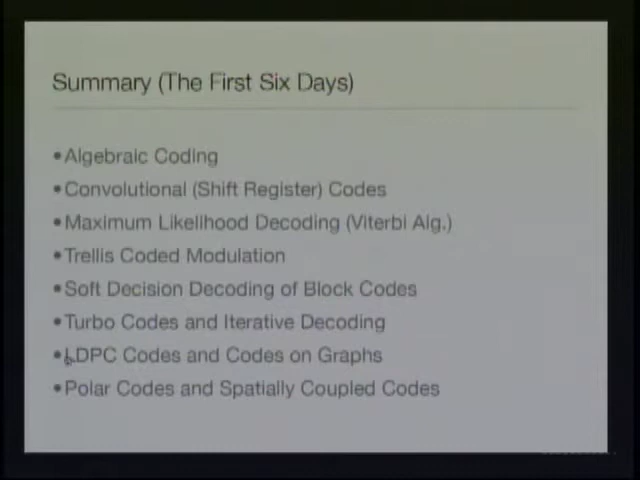 Summary (The First Six Days)
•Algebraic Coding
•Convolutional (Shift Register) Codes
•Maximum Likelihood Decoding (Viterbi Alg.)
•Trellis Coded Modulation
•Soft Decision Decoding of Block Codes
•Turbo Codes and Iterative Decoding
•LDPC Codes and Codes on Graphs
•Polar Codes and Spatially Coupled Codes